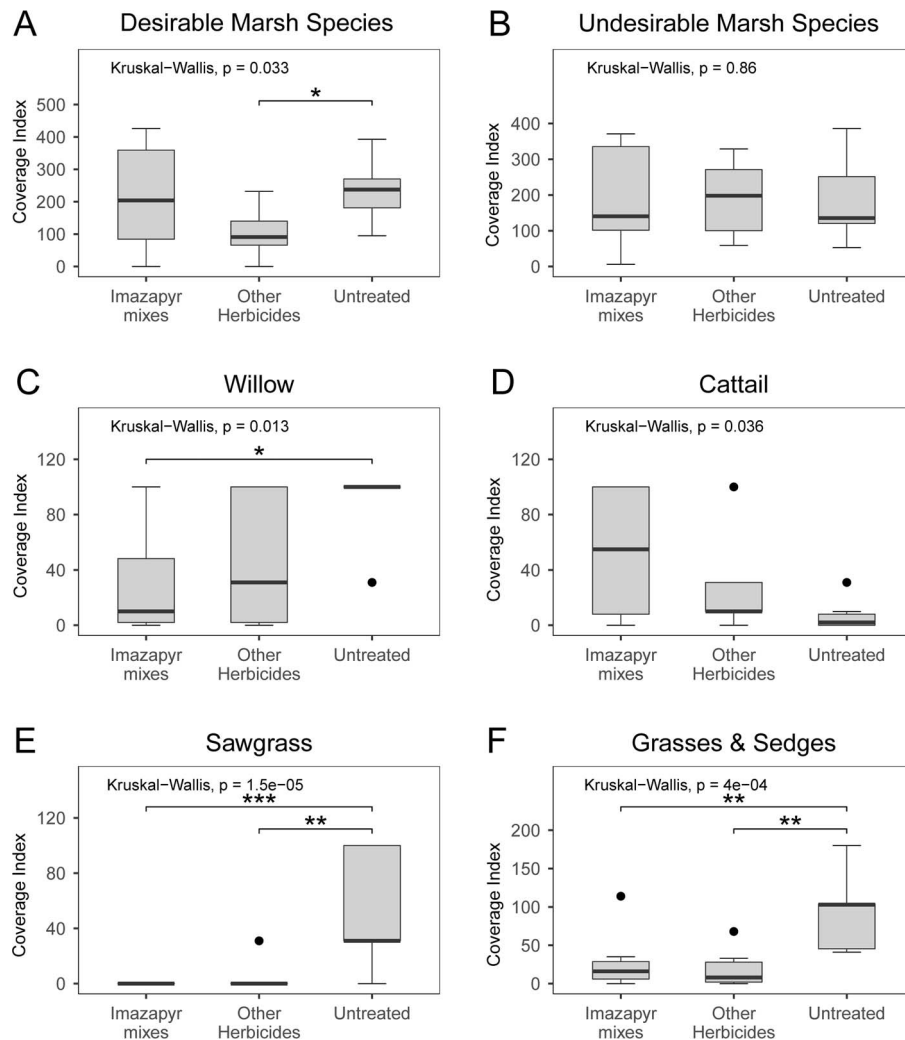 A
Desirable Marsh Species
Kruskal−Wallis, p = 0.033
*
Coverage Index
500
400
300
200
100
0
Imazapyr
mixes
Other
Herbicides
Untreated
B
Undesirable Marsh Species
Kruskal−Wallis, p = 0.86
Coverage Index
400
300
200
100
0
Imazapyr
mixes
Other
Herbicides
Untreated
C
Willow
Kruskal−Wallis, p = 0.013
*
Coverage Index
120
80
40
0
Imazapyr
mixes
Other
Herbicides
Untreated
D
Cattail
Kruskal−Wallis, p = 0.036
Coverage Index
120
80
40
0
Imazapyr
mixes
Other
Herbicides
Untreated
E
Sawgrass
Kruskal−Wallis, p = 1.5e−05
***
**
Coverage Index
120
80
40
0
Imazapyr
mixes
Other
Herbicides
Untreated
F
Grasses & Sedges
Kruskal−Wallis, p = 4e−04
**
**
Coverage Index
200
150
100
50
0
Imazapyr
mixes
Other
Herbicides
Untreated